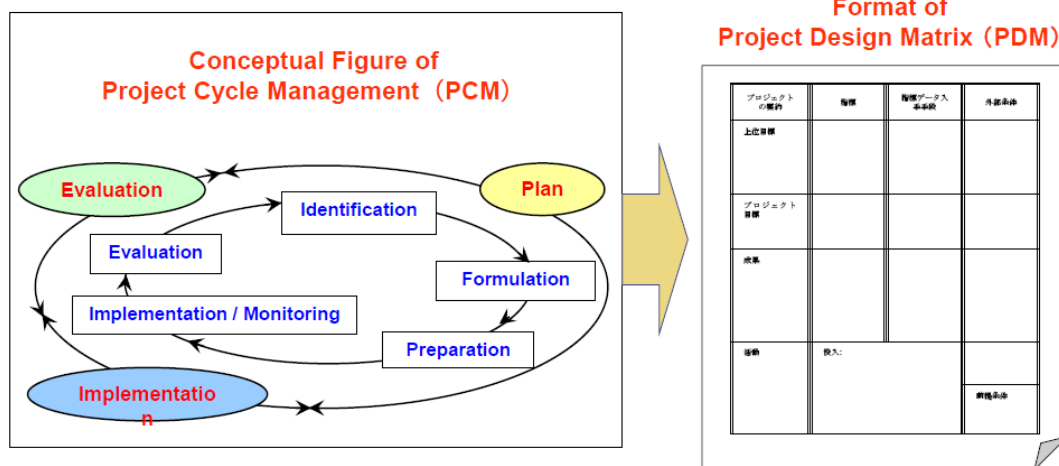 Conceptual Figure of
Project Cycle Management（PCM）
Evaluation
Plan
Identification
Evaluation
Formulation
Implementation / Monitoring
Preparation
Implementatio
n
Format of
Project Design Matrix（PDM）
プロジェクト
の要約
指標
指標データ入
手手段
外部条件
上位目標
プロジェクト
目標
成果
活動
投入:
前提条件